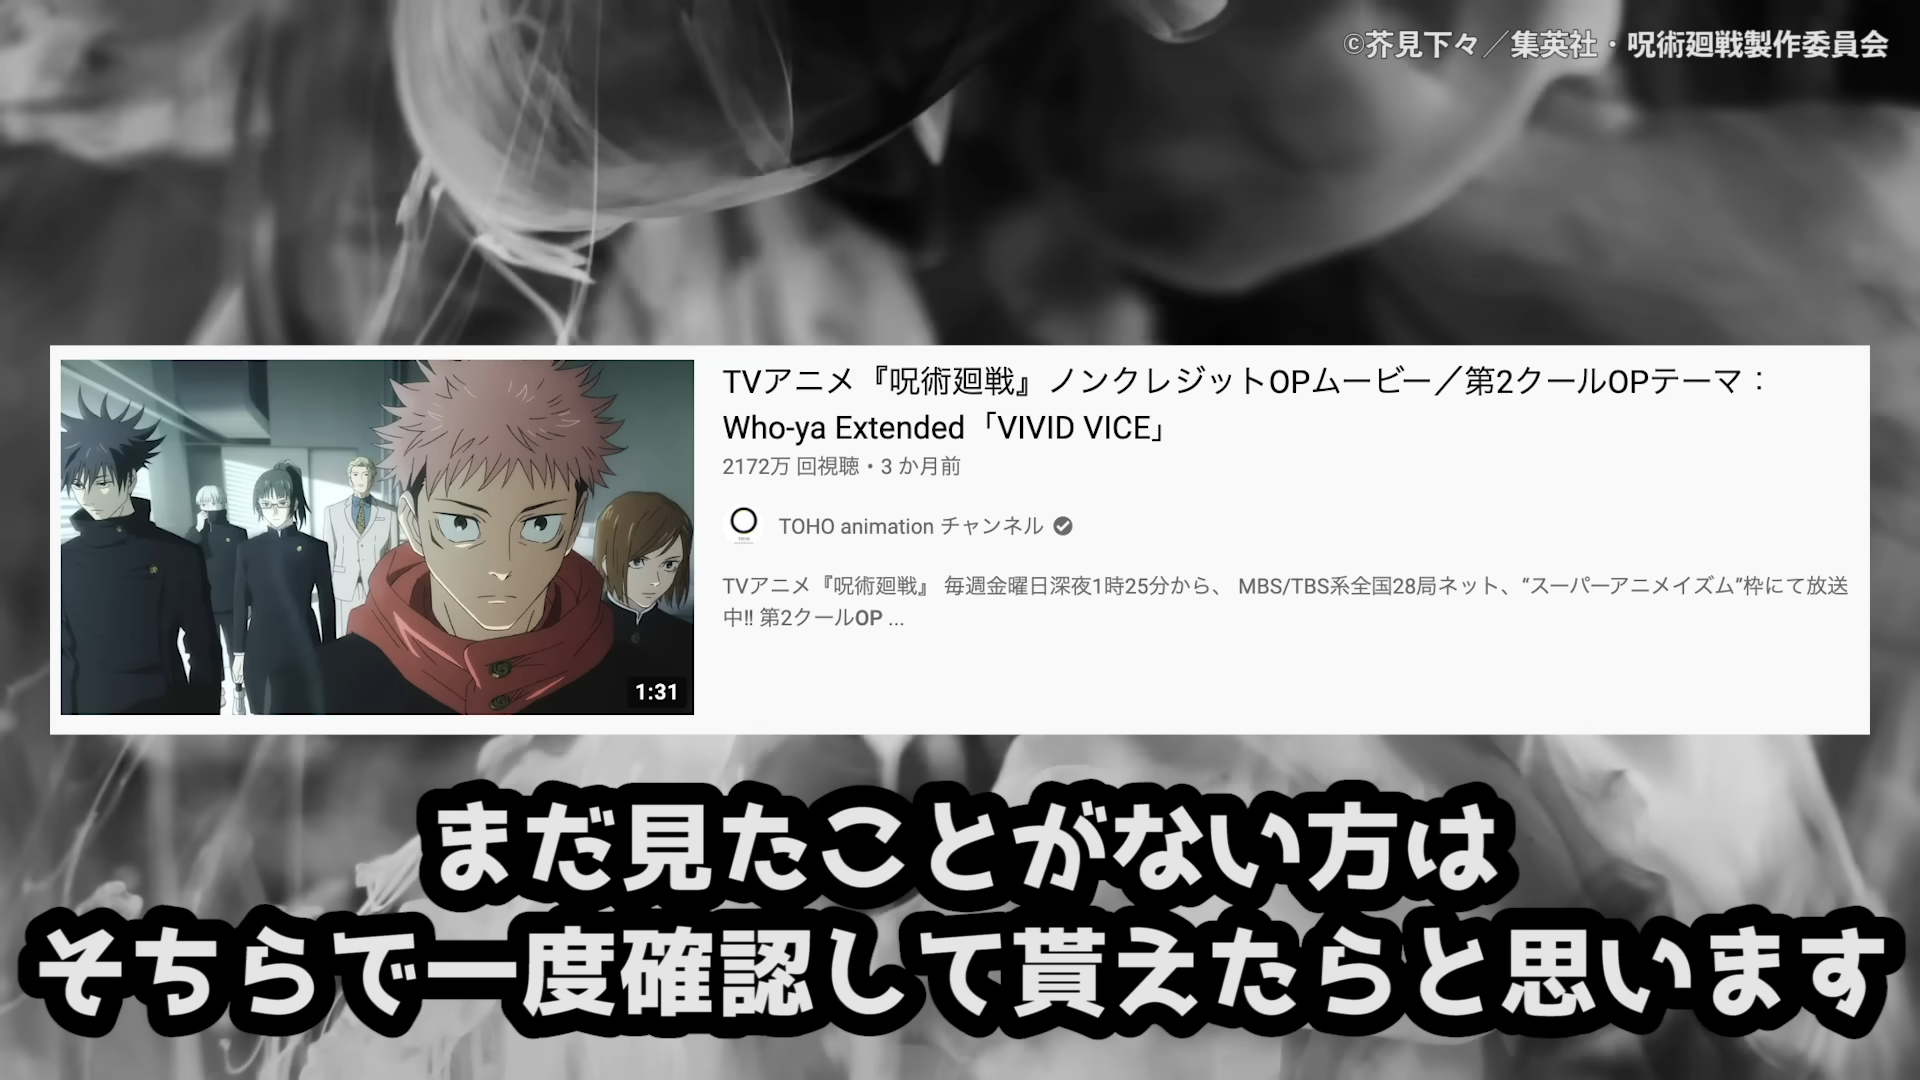 ©芥見下々／集英社・呪術廻戦製作委員会
TVアニメ『呪術廻戦』ノンクレジットOPムービー／第2クールOPテーマ：
Who-ya Extended「VIVID VICE」
2172万 回視聴・3 か月前
TOHO animation チャンネル
TVアニメ『呪術廻戦』 毎週金曜日深夜1時25分から、 MBS/TBS系全国28局ネット、“スーパーアニメイズム”枠にて放送
中!! 第2クールOP ...
1:31
まだ見たことがない方は
そちらで一度確認して貰えたらと思います